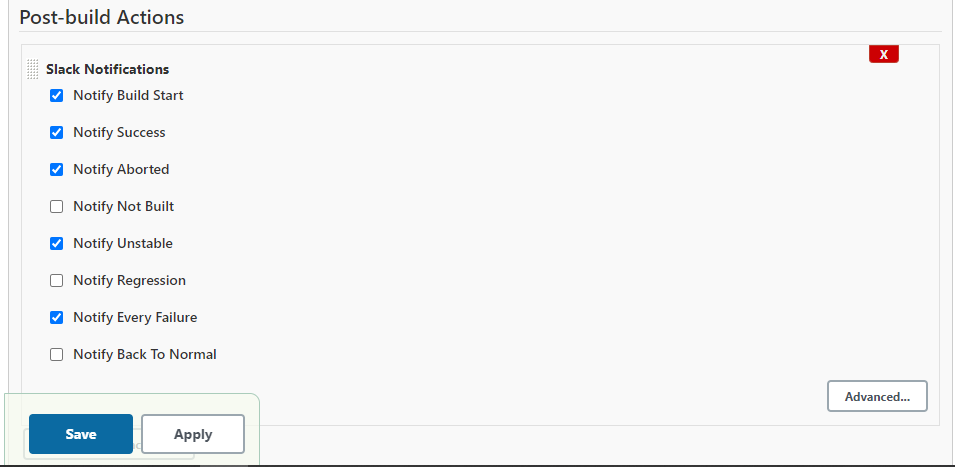 Post-build Actions
X
Slack Notifications
Notify Build Start
Notify Success
Notify Aborted
Notify Not Built
Notify Unstable
Notify Regression
Notify Every Failure
Notify Back To Normal
Advanced...
Save
Apply